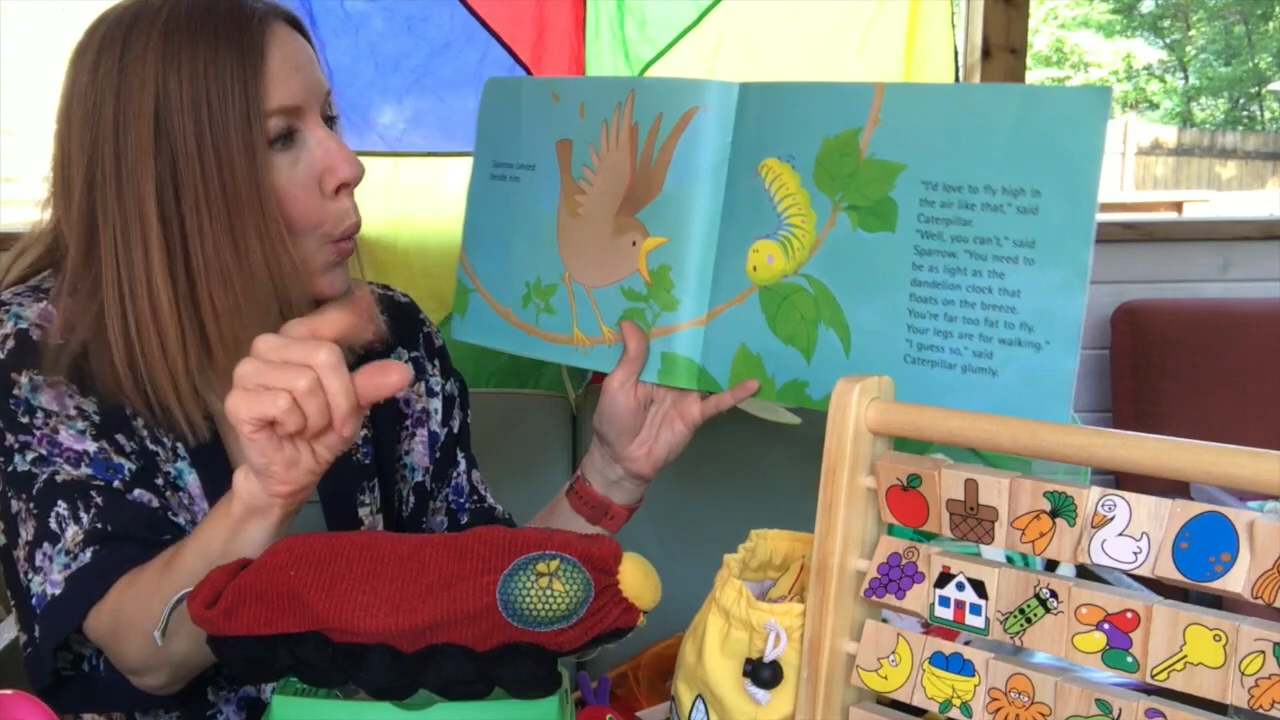 Sparrow landed
beside him.
"I'd love to fly high in
the air like that," said
Caterpillar.
"Well, you can't," said
Sparrow. "You need to
be as light as the
dandelion clock that
floats on the breeze.
You're far too fat to fly.
Your legs are for walking."
"I guess so," said
Caterpillar glumly.